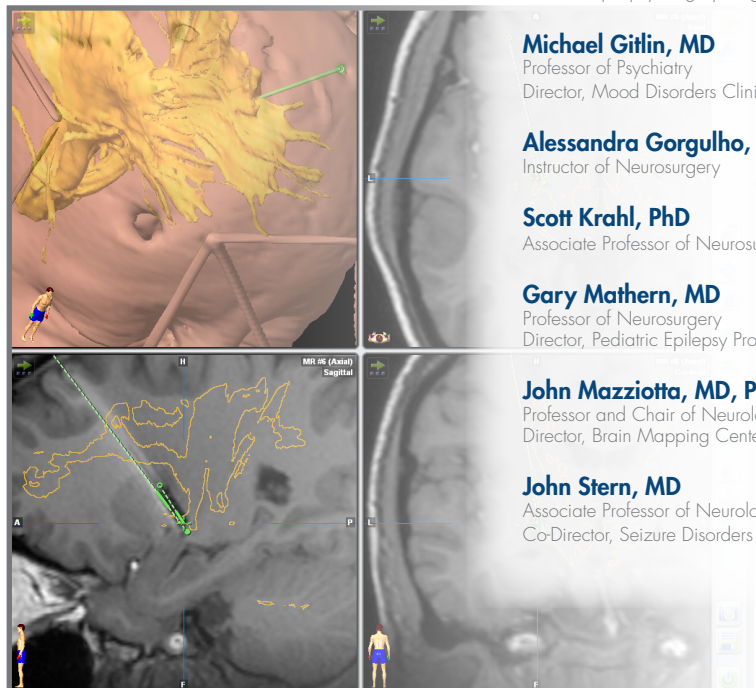 Michael Gitlin, MD
Professor of Psychiatry
Director, Mood Disorders Clini
Alessandra Gorgulho,
Instructor of Neurosurgery
Scott Krahl, PhD
Associate Professor of Neurosu
Gary Mathern, MD
Professor of Neurosurgery
Director, Pediatric Epilepsy Pro
John Mazziotta, MD, P
Professor and Chair of Neurolo
Director, Brain Mapping Cente
John Stern, MD
Associate Professor of Neurolo
Co-Director, Seizure Disorders
A
L
H
MR #6 (Axial)
Sagittal
A
P
F
L
F